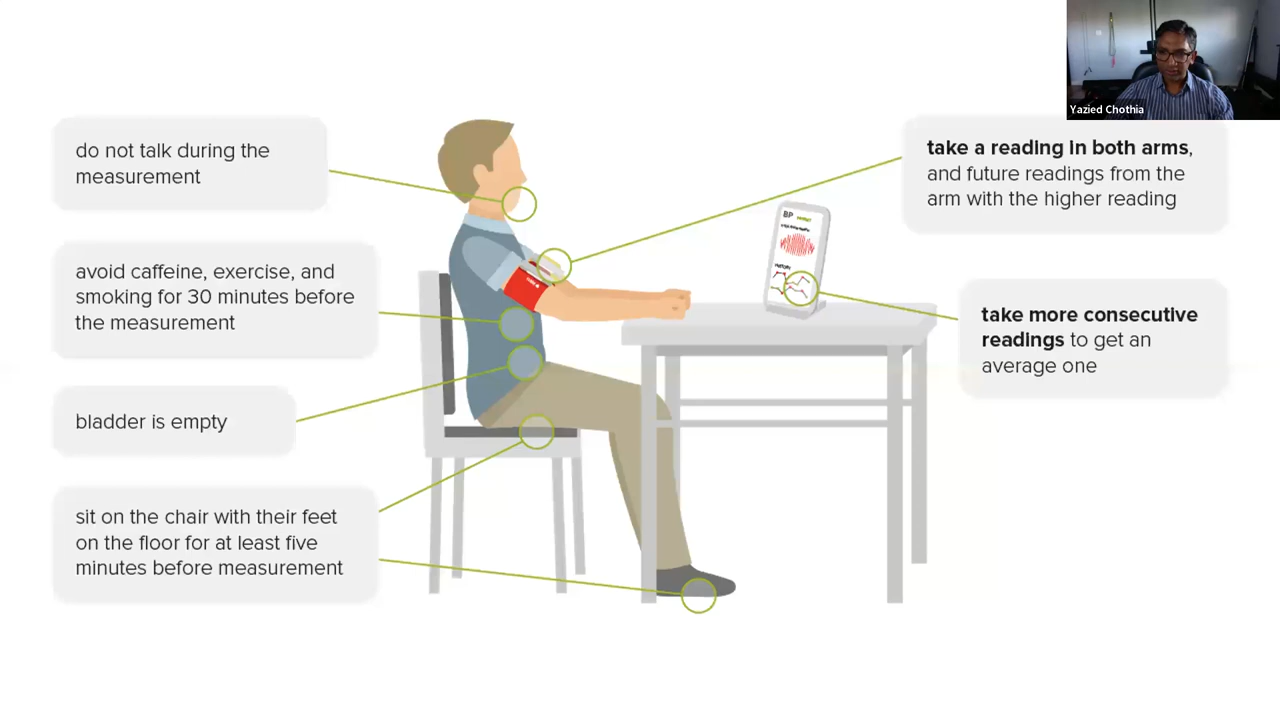 Yazied Chothia
do not talk during the
measurement
avoid caffeine, exercise, and
smoking for 30 minutes before
the measurement
bladder is empty
sit on the chair with their feet
on the floor for at least five
minutes before measurement
take a reading in both arms,
and future readings from the
arm with the higher reading
take more consecutive
readings to get an
average one
BP
HISTORY